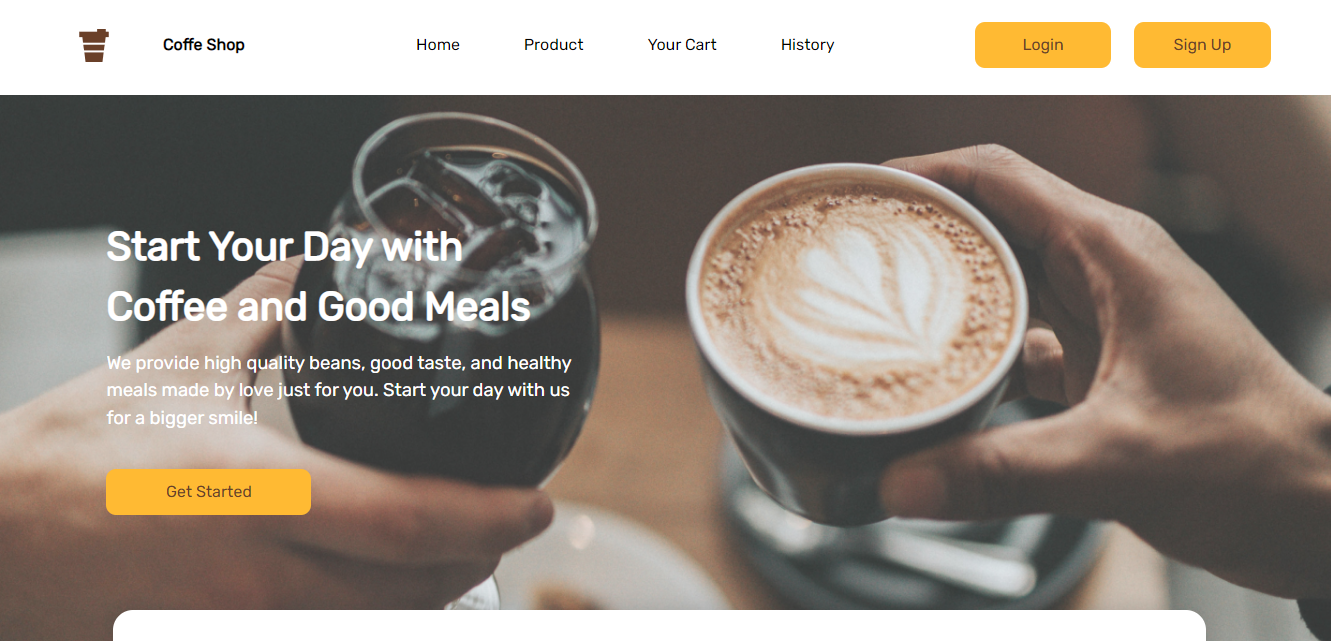 Coffe Shop
Home
Product
Your Cart
History
Login
Sign Up
Start Your Day with
Coffee and Good Meals
We provide high quality beans, good taste, and healthy
meals made by love just for you. Start your day with us
for a bigger smile!
Get Started